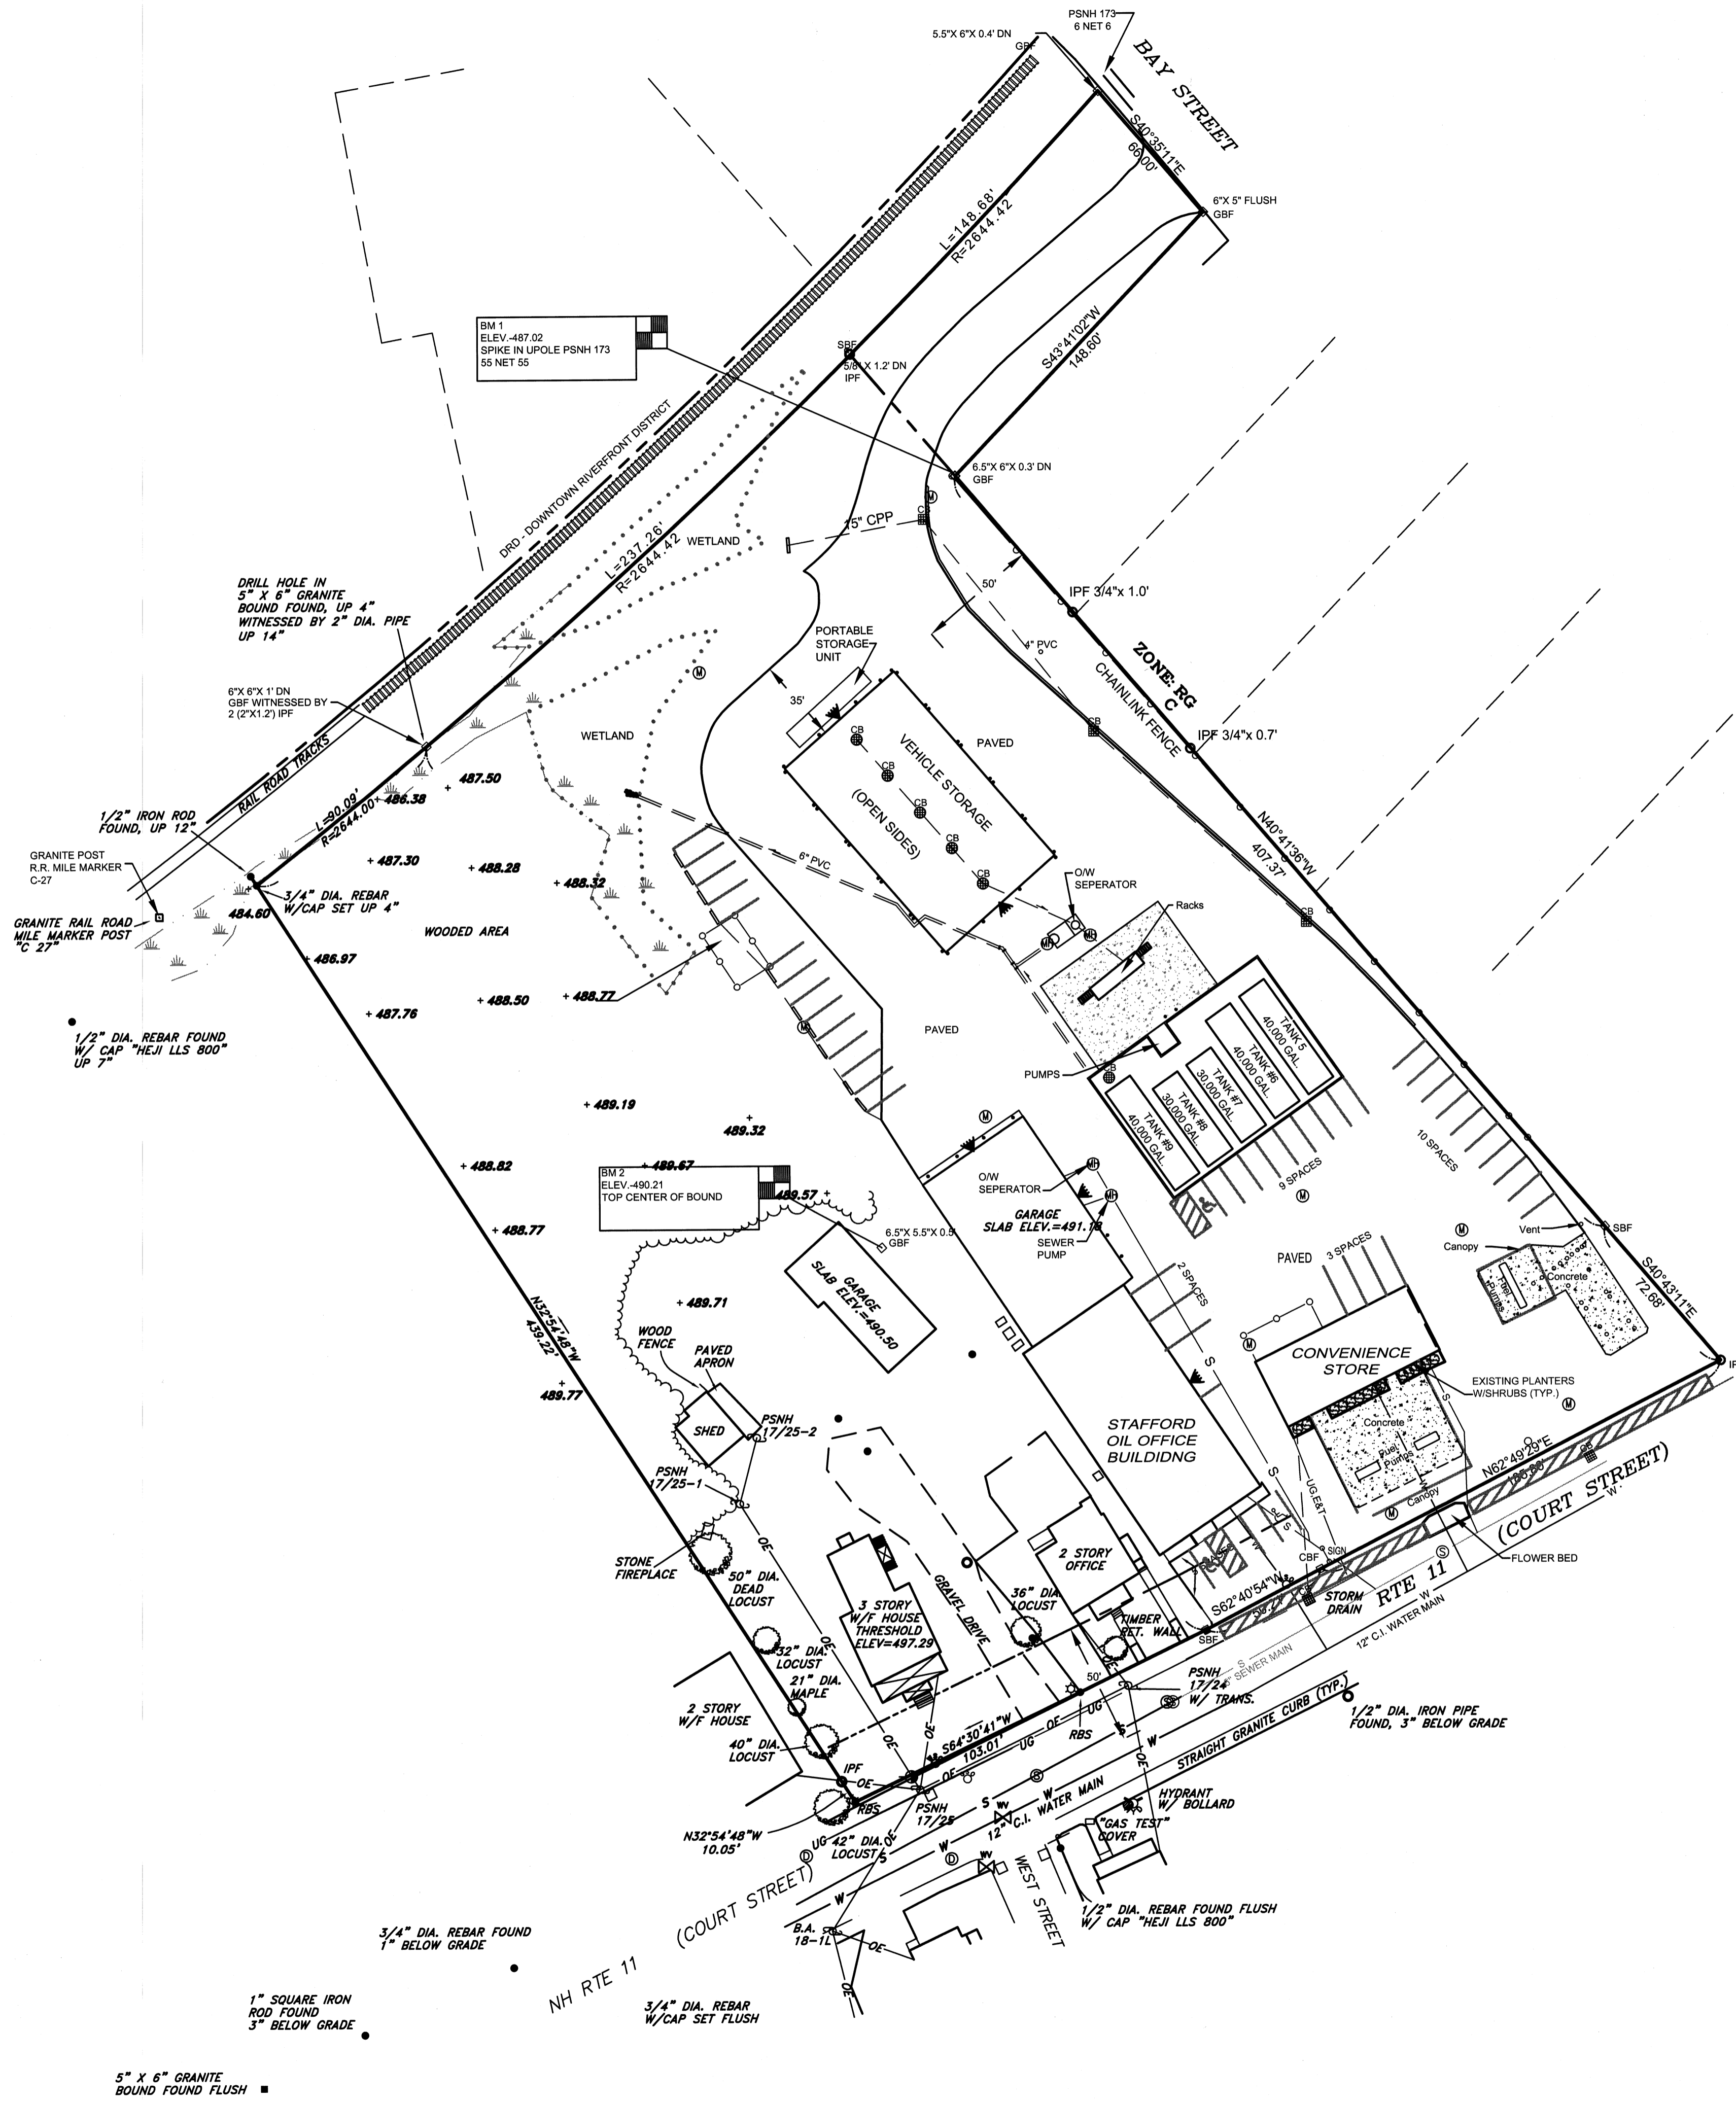 PSNH 173
6 NET 6
5.5"X 6"X 0.4' DN
GBF
BAY STREET
S40°35'11"E
66.00'
6"X 5" FLUSH
GBF
L=148.68'
R=2644.42
S43°41'02"W
148.60'
BM 1
ELEV.-487.02
SPIKE IN UPOLE PSNH 173
55 NET 55
SBF
5/8" X 1.2' DN
IPF
DRD - DOWNTOWN RIVERFRONT DISTRICT
6.5"X 6"X 0.3' DN
GBF
CB
15" CPP
L=237.26'
R=2644.42
WETLAND
M
50'
IPF 3/4"x 1.0'
DRILL HOLE IN
5" X 6" GRANITE
BOUND FOUND, UP 4"
WITNESSED BY 2" DIA. PIPE
UP 14"
PORTABLE
STORAGE
UNIT
4" PVC
ZONE: RG
C
CHAINLINK FENCE
6"X 6"X 1' DN
GBF WITNESSED BY
2 (2"X1.2') IPF
M
35'
WETLAND
CB
IPF 3/4"x 0.7'
RAIL ROAD TRACKS
VEHICLE STORAGE
(OPEN SIDES)
PAVED
CB
CB
CB
CB
487.50
486.38
L=90.09'
R=2644.00
1/2" IRON ROD
FOUND, UP 12"
GRANITE POST
R.R. MILE MARKER
C-27
487.30
488.28
488.32
6" PVC
N40°41'36"W
407.37'
O/W
SEPERATOR
3/4" DIA. REBAR
W/CAP SET UP 4"
484.60
GRANITE RAIL ROAD
MILE MARKER POST
"C 27"
WOODED AREA
MH
MH
Racks
CB
486.97
487.76
488.50
488.77
M
PAVED
1/2" DIA. REBAR FOUND
W/ CAP "HEJI LLS 800"
UP 7"
PUMPS
CB
TANK 5
40,000 GAL.
TANK #6
40,000 GAL.
TANK #7
30,000 GAL.
TANK #8
30,000 GAL.
TANK #9
40,000 GAL.
489.19
489.32
M
10 SPACES
9 SPACES
M
488.82
489.67
BM 2
ELEV.-490.21
TOP CENTER OF BOUND
489.57
O/W
SEPERATOR
MH
MH
GARAGE
SLAB ELEV.=491.18
SEWER
PUMP
6.5"X 5.5"X 0.5'
GBF
488.77
M
Vent
SBF
Canopy
Concrete
Fuel
Pumps
S40°43'11"E
72.68'
PAVED
3 SPACES
2 SPACES
GARAGE
SLAB ELEV.=490.50
489.71
N32°54'48"W
439.22'
WOOD
FENCE
PAVED
APRON
M
CONVENIENCE
STORE
EXISTING PLANTERS
W/SHRUBS (TYP.)
M
489.77
SHED
PSNH
17/25-2
STAFFORD
OIL OFFICE
BUILDIDNG
Concrete
Fuel
Pumps
Canopy
N62°49'29"E
CB
(COURT STREET)
PSNH
17/25-1
UG,E&T
M
FLOWER BED
STONE
FIREPLACE
50" DIA.
DEAD
LOCUST
2 STORY
OFFICE
CBF
SIGN
S
RTE 11
CB
STORM
DRAIN
S62°40'54"W
36" DIA.
LOCUST
GRAVEL DRIVE
3 STORY
W/F HOUSE
THRESHOLD
ELEV=497.29
TIMBER
RET. WALL
SBF
12" C.I. WATER MAIN
32" DIA.
LOCUST
21" DIA.
MAPLE
2 STORY
W/F HOUSE
50'
PSNH
17/24
W/ TRANS.
RBS
1/2" DIA. IRON PIPE
FOUND, 3" BELOW GRADE
STRAIGHT GRANITE CURB (TYP.)
40" DIA.
LOCUST
S64°30'41"W
103.01'
IPF
OE
UG
RBS
PSNH
17/25
WV
12" C.I. WATER MAIN
HYDRANT
W/ BOLLARD
"GAS TEST"
COVER
N32°54'48"W
10.05'
42" DIA.
LOCUST
D
D
WV
WEST STREET
1/2" DIA. REBAR FOUND FLUSH
W/ CAP "HEJI LLS 800"
(COURT STREET)
B.A.
18-1L
OE
OE
3/4" DIA. REBAR FOUND
1" BELOW GRADE
NH RTE 11
1" SQUARE IRON
ROD FOUND
3" BELOW GRADE
3/4" DIA. REBAR
W/CAP SET FLUSH
5" X 6" GRANITE
BOUND FOUND FLUSH